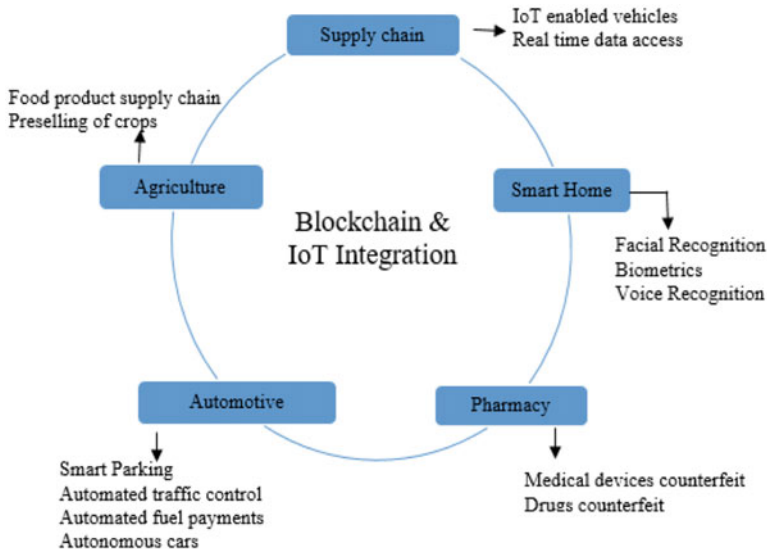 Supply chain
IoT enabled vehicles
Real time data access
Food product supply chain
Preselling of crops
Agriculture
Smart Home
Blockchain &
IoT Integration
Facial Recognition
Biometrics
Voice Recognition
Automotive
Pharmacy
Smart Parking
Automated traffic control
Automated fuel payments
Autonomous cars
Medical devices counterfeit
Drugs counterfeit